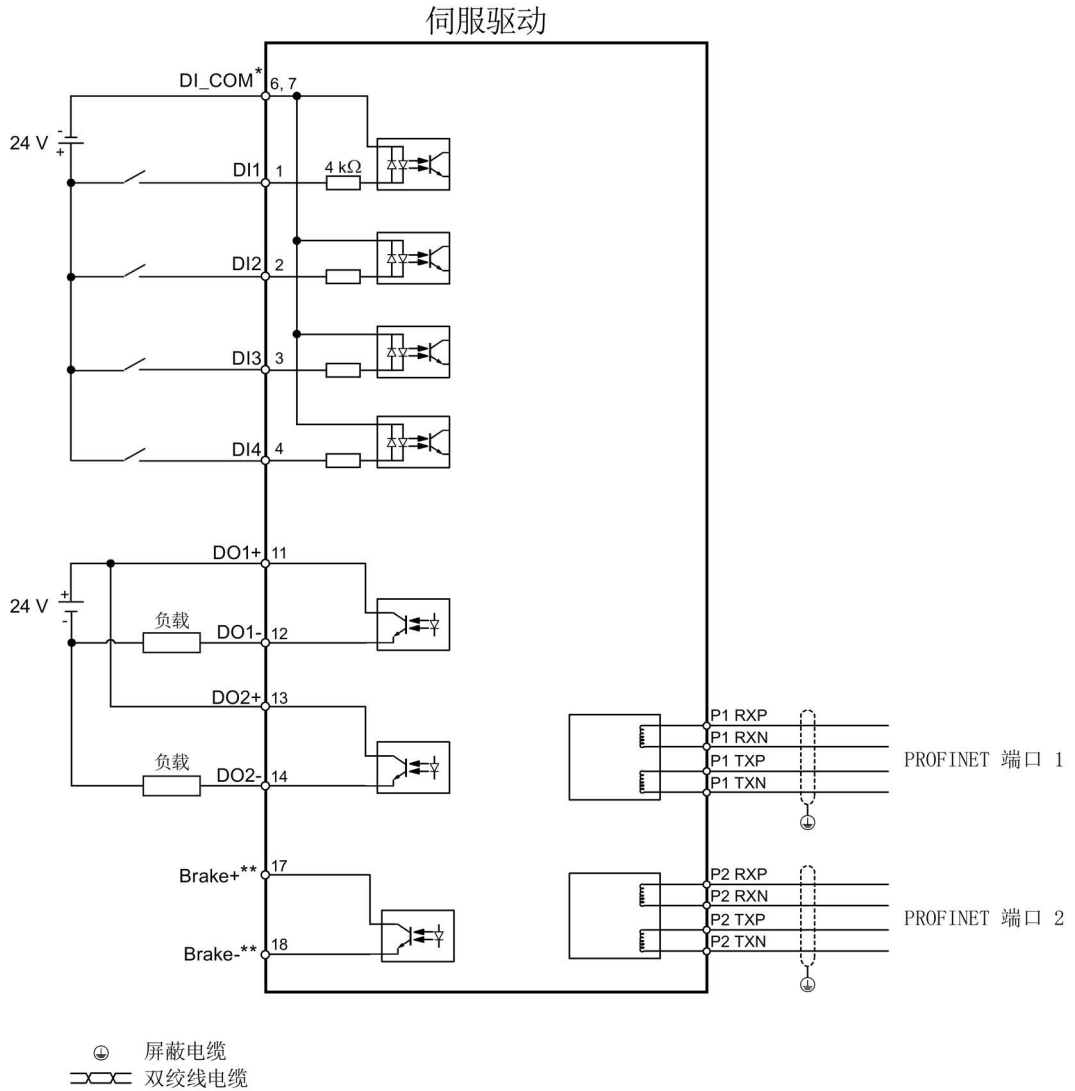 伺服驱动
DI_COM*
6, 7
-
24 V
+
DI1
1
4 kΩ
DI2
2
DI3
3
DI4
4
DO1+
11
+
24 V
-
负载
DO1-
12
DO2+
13
负载
DO2-
14
P1 RXP
P1 RXN
P1 TXP
P1 TXN
PROFINET 端口 1
Brake+**
17
Brake-**
18
P2 RXP
P2 RXN
P2 TXP
P2 TXN
PROFINET 端口 2
屏蔽电缆
双绞线电缆